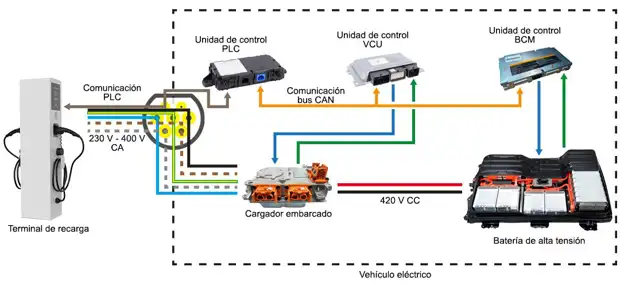 Unidad de control
PLC
Unidad de control
VCU
Unidad de control
BCM
Comunicación
PLC
Comunicación
bus CAN
230 V - 400 V
CA
Cargador embarcado
420 V CC
Terminal de recarga
Batería de alta tensión
Vehículo eléctrico